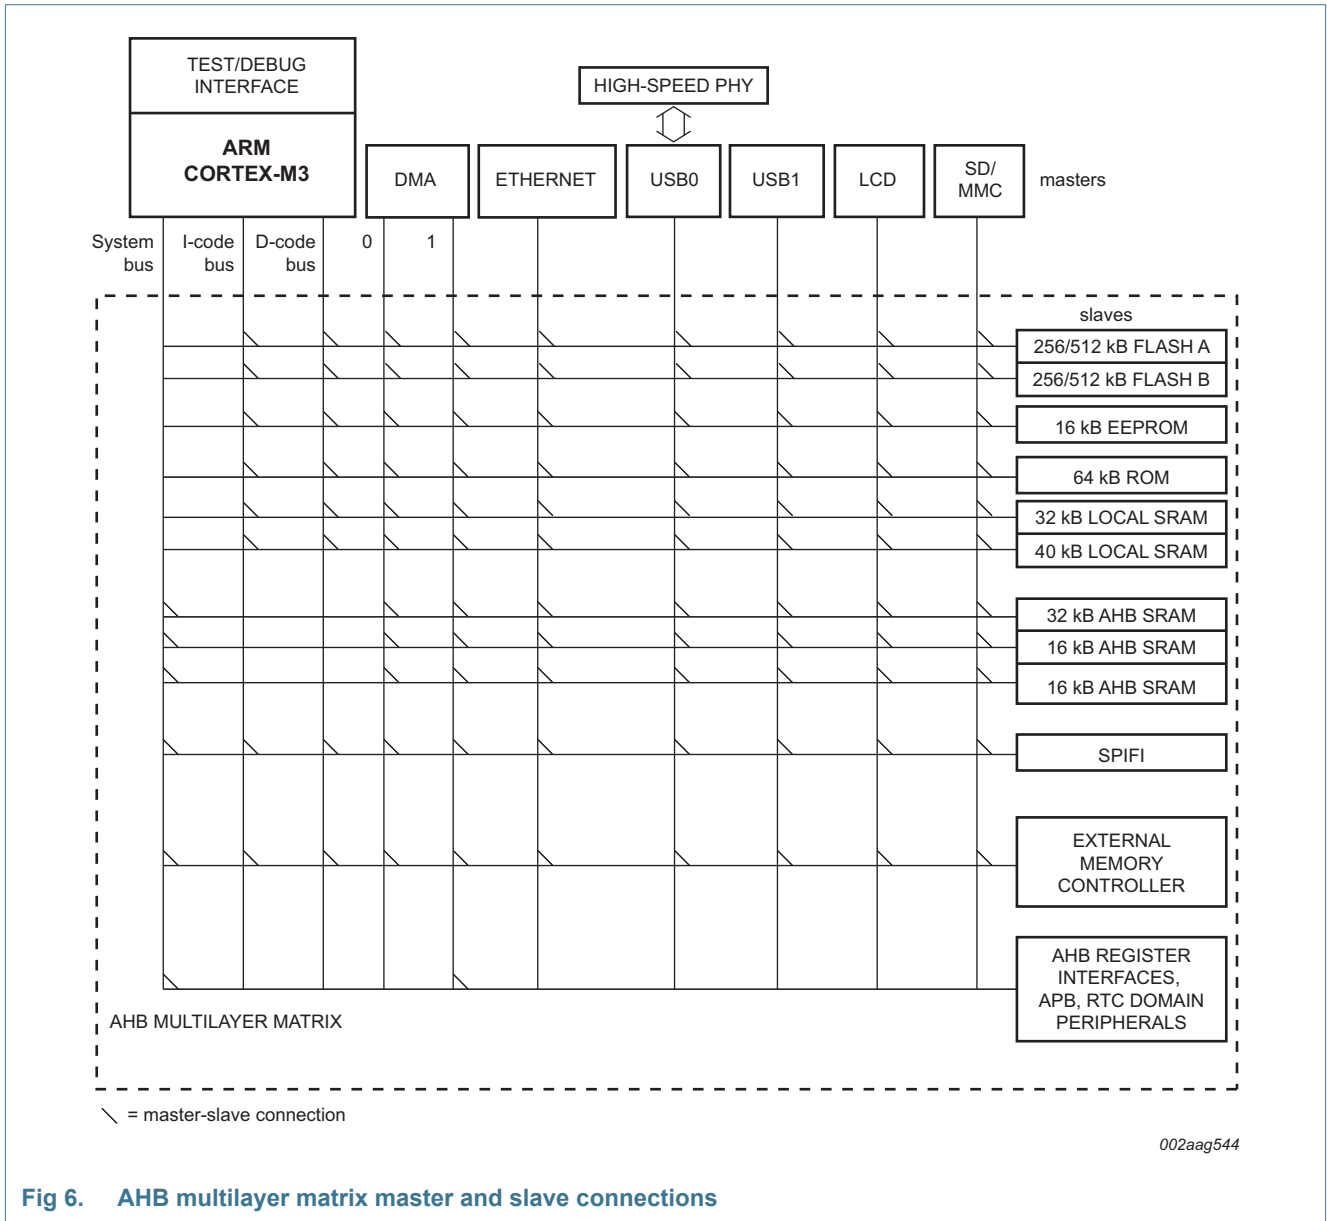 TEST/DEBUG
INTERFACE
ARM
CORTEX-M3
HIGH-SPEED PHY
DMA
ETHERNET
USB0
USB1
LCD
SD/
MMC
masters
System
bus
I-code
bus
D-code
bus
0
1
slaves
256/512 kB FLASH A
256/512 kB FLASH B
16 kB EEPROM
64 kB ROM
32 kB LOCAL SRAM
40 kB LOCAL SRAM
32 kB AHB SRAM
16 kB AHB SRAM
16 kB AHB SRAM
SPIFI
EXTERNAL
MEMORY
CONTROLLER
AHB REGISTER
INTERFACES,
APB, RTC DOMAIN
PERIPHERALS
AHB MULTILAYER MATRIX
= master-slave connection
002aag544
Fig 6. AHB multilayer matrix master and slave connections